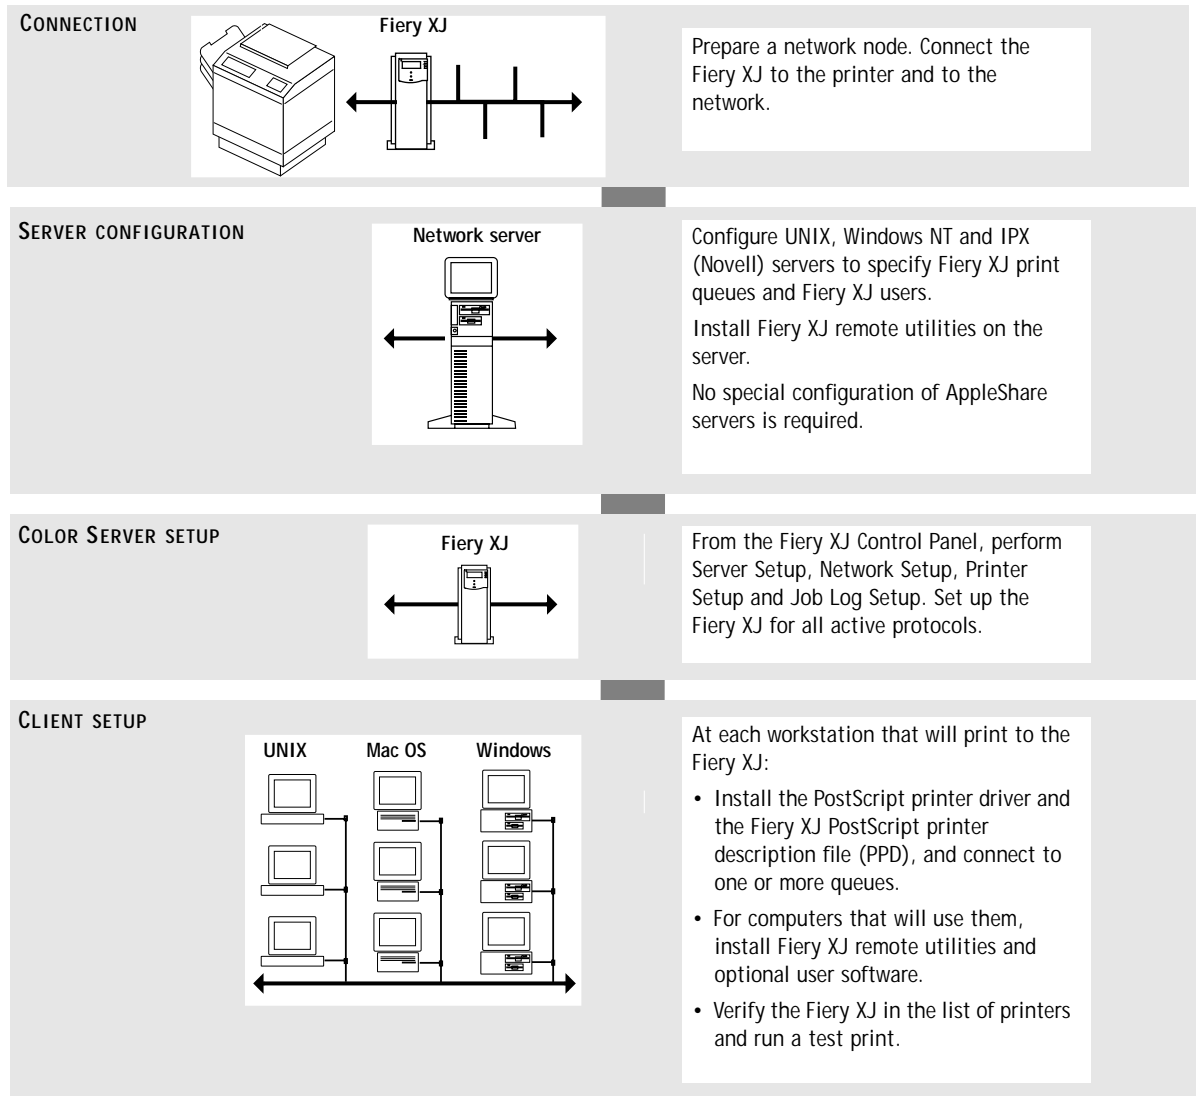 CONNECTION
Fiery XJ
Prepare a network node. Connect the
Fiery XJ to the printer and to the
network.
SERVER CONFIGURATION
Network server
Configure UNIX, Windows NT and IPX
(Novell) servers to specify Fiery XJ print
queues and Fiery XJ users.
Install Fiery XJ remote utilities on the
server.
No special configuration of AppleShare
servers is required.
COLOR SERVER SETUP
Fiery XJ
From the Fiery XJ Control Panel, perform
Server Setup, Network Setup, Printer
Setup and Job Log Setup. Set up the
Fiery XJ for all active protocols.
CLIENT SETUP
UNIX Mac OS Windows
At each workstation that will print to the
Fiery XJ:
• Install the PostScript printer driver and
the Fiery XJ PostScript printer
description file (PPD), and connect to
one or more queues.
• For computers that will use them,
install Fiery XJ remote utilities and
optional user software.
• Verify the Fiery XJ in the list of printers
and run a test print.